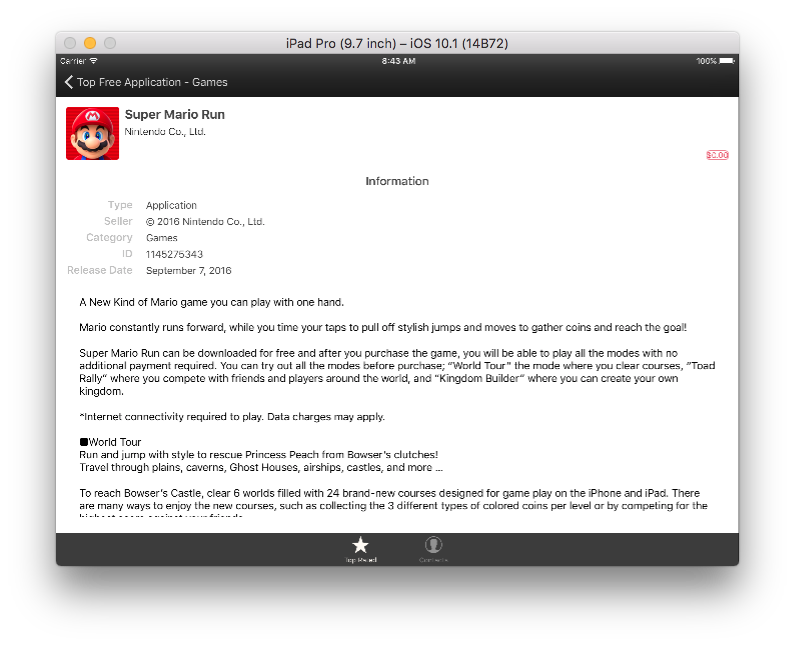 iPad Pro (9.7 inch) – iOS 10.1 (14B72)
Carrier 8:43 AM 100%
Top Free Application - Games
Super Mario Run
Nintendo Co., Ltd.
$0.00
Information
Type Application
Seller © 2016 Nintendo Co., Ltd.
Category Games
ID 1145275343
Release Date September 7, 2016
A New Kind of Mario game you can play with one hand.
Mario constantly runs forward, while you time your taps to pull off stylish jumps and moves to gather coins and reach the goal!
Super Mario Run can be downloaded for free and after you purchase the game, you will be able to play all the modes with no
additional payment required. You can try out all the modes before purchase; “World Tour” the mode where you clear courses, “Toad
Rally” where you compete with friends and players around the world, and “Kingdom Builder” where you can create your own
kingdom.
*Internet connectivity required to play. Data charges may apply.
■World Tour
Run and jump with style to rescue Princess Peach from Bowser’s clutches!
Travel through plains, caverns, Ghost Houses, airships, castles, and more …
To reach Bowser’s Castle, clear 6 worlds filled with 24 brand-new courses designed for game play on the iPhone and iPad. There
are many ways to enjoy the new courses, such as collecting the 3 different types of colored coins per level or by competing for the
highest score against your friends.
Top Rated Contacts